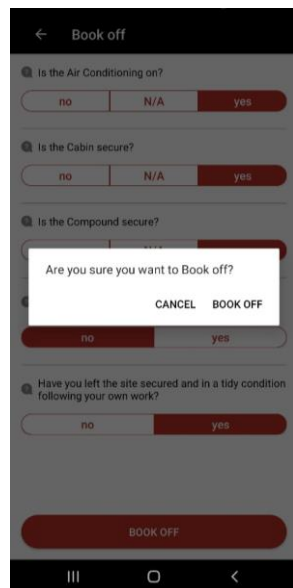 Book off
Is the Air Conditioning on?
no N/A yes
Is the Cabin secure?
no N/A yes
Is the Compound secure?
Are you sure you want to Book off?
CANCEL BOOK OFF
no yes
Have you left the site secured and in a tidy condition
following your own work?
no yes
BOOK OFF